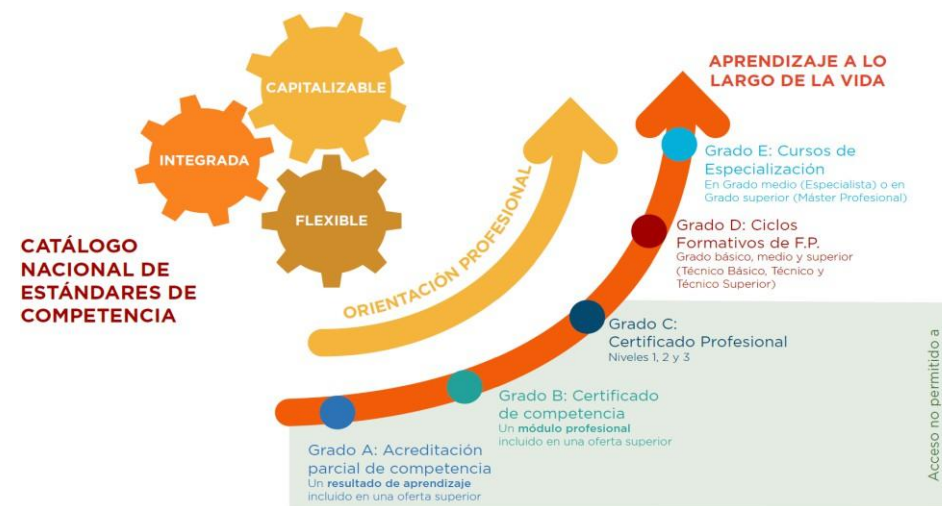 CAPITALIZABLE
INTEGRADA
FLEXIBLE
CATÁLOGO
NACIONAL DE
ESTÁNDARES DE
COMPETENCIA
ORIENTACIÓN PROFESIONAL
APRENDIZAJE A LO
LARGO DE LA VIDA
Grado E: Cursos de
Especialización
En Grado medio (Especialista) o en
Grado superior (Máster Profesional)
Grado D: Ciclos
Formativos de F.P.
Grado básico, medio y superior
(Técnico Básico, Técnico y
Técnico Superior)
Grado C:
Certificado Profesional
Niveles 1, 2 y 3
Grado B: Certificado
de competencia
Un módulo profesional
incluido en una oferta superior
Grado A: Acreditación
parcial de competencia
Un resultado de aprendizaje
incluido en una oferta superior
Acceso no permitido a